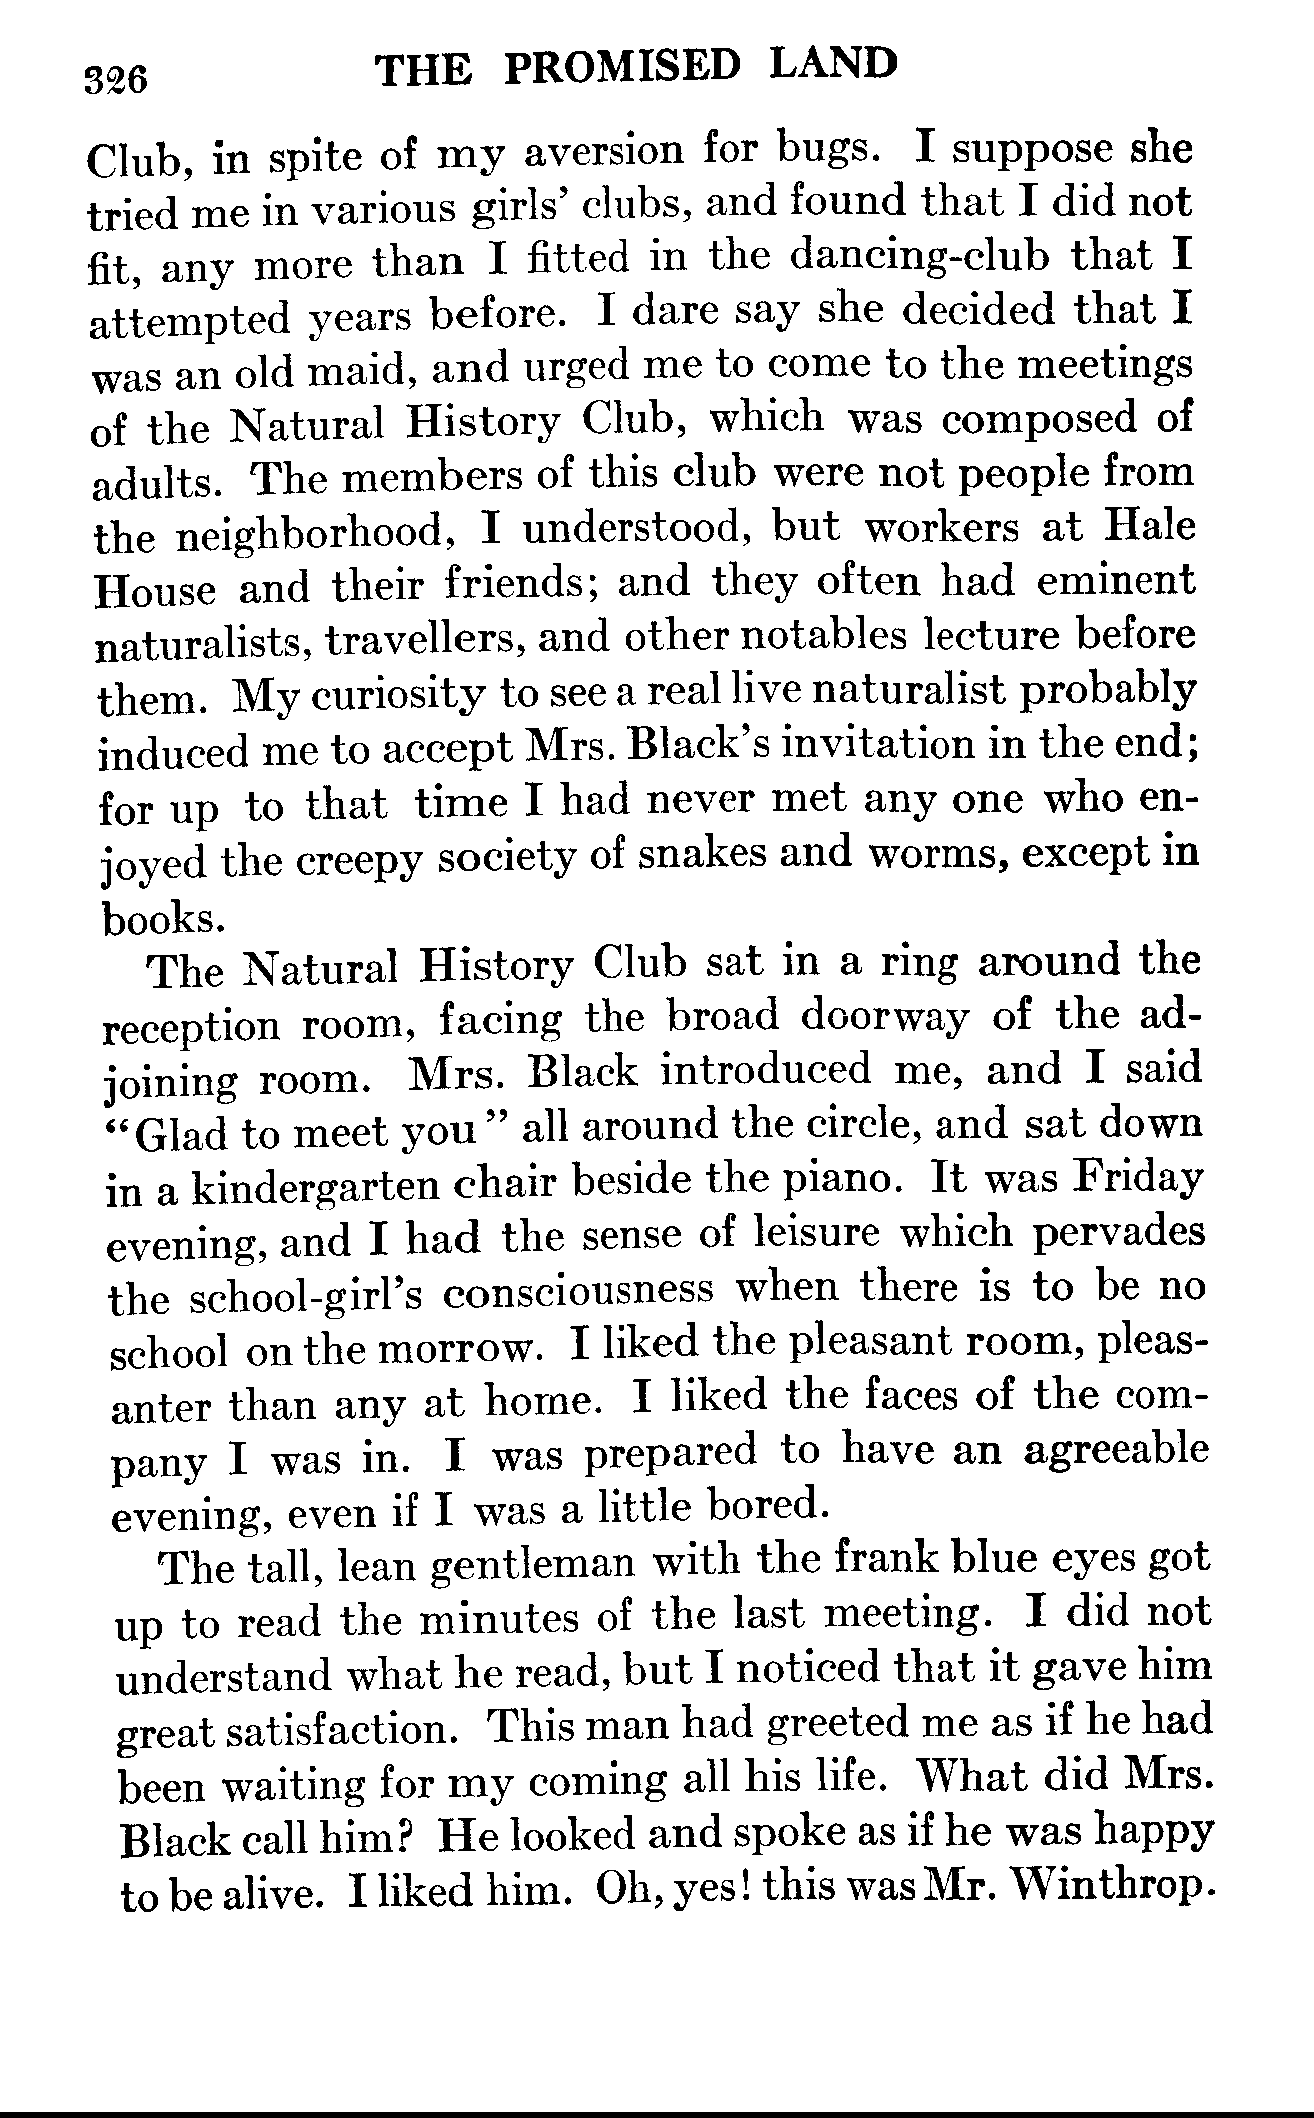 326 THE PROMISED LAND
Club, in spite of my aversion for bugs. I suppose she
tried me in various girls' clubs, and found that I did not
fit, any more than I fitted in the dancing-club that I
attempted years before. I dare say she decided that I
was an old maid, and urged me to come to the meetings
of the Natural History Club, which was composed of
adults. The members of this club were not people from
the neighborhood, I understood, but workers at Hale
House and their friends; and they often had eminent
naturalists, travellers, and other notables lecture before
them. My curiosity to see a real live naturalist probably
induced me to accept Mrs. Black's invitation in the end;
for up to that time I had never met any one who en-
joyed the creepy society of snakes and worms, except in
books.
The Natural History Club sat in a ring around the
reception room, facing the broad doorway of the ad-
joining room. Mrs. Black introduced me, and I said
"Glad to meet you" all around the circle, and sat down
in a kindergarten chair beside the piano. It was Friday
evening, and I had the sense of leisure which pervades
the school-girl's consciousness when there is to be no
school on the morrow. I liked the pleasant room, pleas-
anter than any at home. I liked the faces of the com-
pany I was in. I was prepared to have an agreeable
evening, even if I was a little bored.
The tall, lean gentleman with the frank blue eyes got
up to read the minutes of the last meeting. I did not
understand what he read, but I noticed that it gave him
great satisfaction. This man had greeted me as if he had
been waiting for my coming all his life. What did Mrs.
Black call him? He looked and spoke as if he was happy
to be alive. I liked him. Oh, yes! this was Mr. Winthrop.